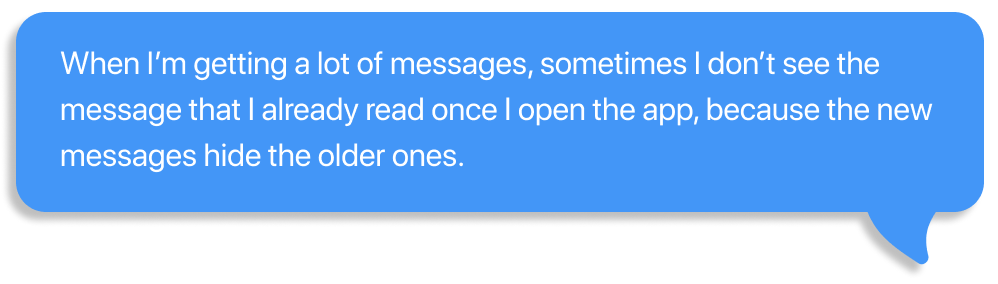 When I’m getting a lot of messages, sometimes I don’t see the
message that I already read once I open the app, because the new
messages hide the older ones.